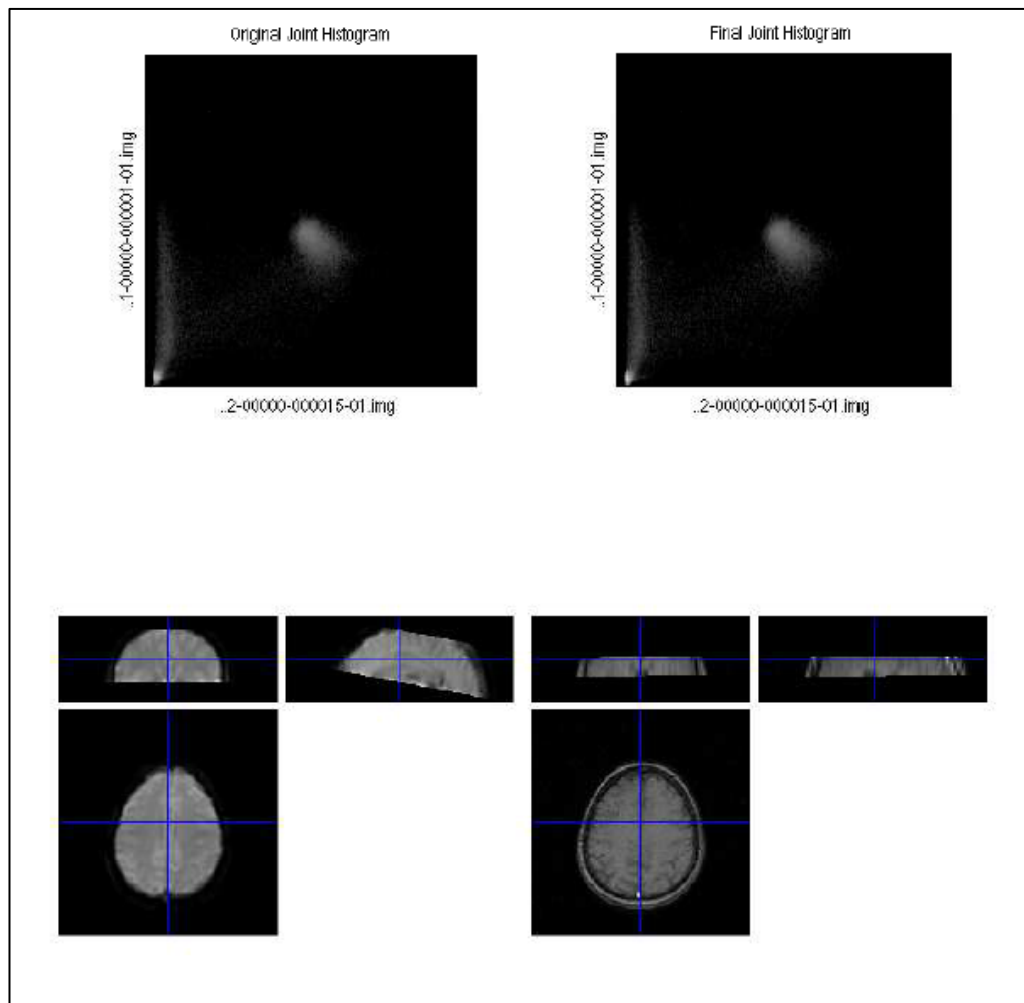 Original Joint Histogram
Final Joint Histogram
..1-00000-000001-01.img
..1-00000-000001-01.img
..2-00000-000015-01.img
..2-00000-000015-01.img